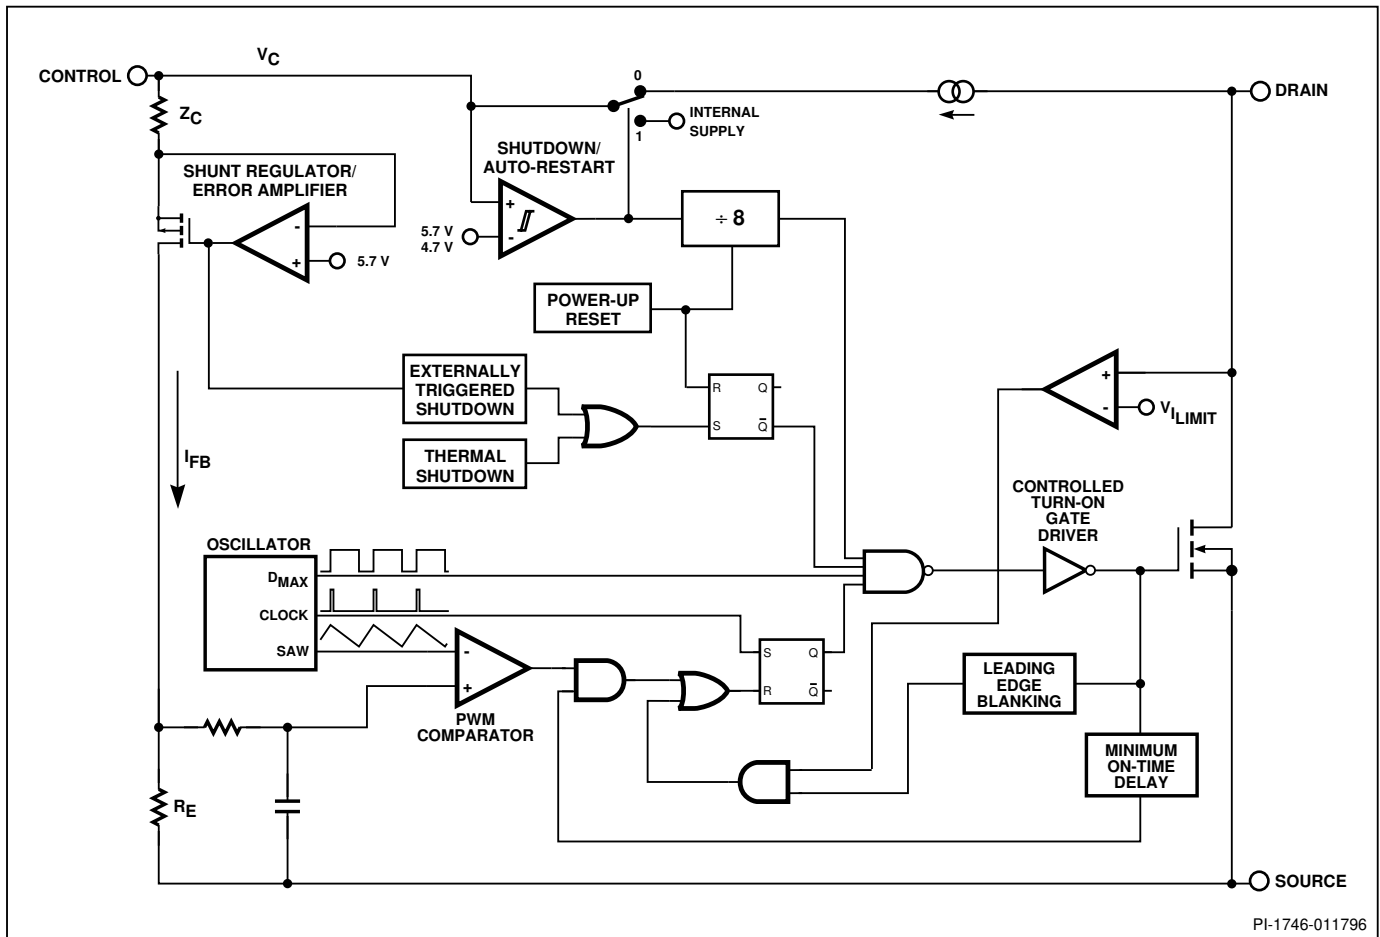 V_C
CONTROL
0
DRAIN
Z_C
INTERNAL
SUPPLY
1
SHUTDOWN/
AUTO-RESTART
SHUNT REGULATOR/
ERROR AMPLIFIER
+
-
5.7 V
4.7 V
÷ 8
-
+
5.7 V
POWER-UP
RESET
EXTERNALLY
TRIGGERED
SHUTDOWN
R Q
S Q̅
+
-
V_I_LIMIT
THERMAL
SHUTDOWN
I_FB
CONTROLLED
TURN-ON
GATE
DRIVER
OSCILLATOR
D_MAX
CLOCK
SAW
-
+
PWM
COMPARATOR
S Q
R Q̅
LEADING
EDGE
BLANKING
MINIMUM
ON-TIME
DELAY
R_E
SOURCE
PI-1746-011796